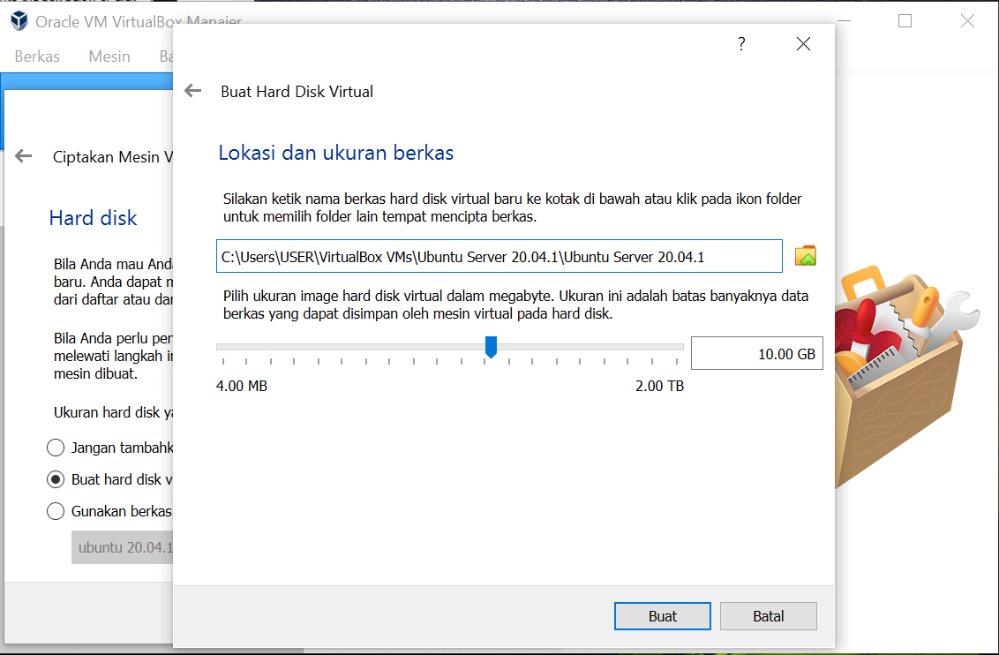 Oracle VM VirtualBox Manajer
Berkas Mesin
?
Buat Hard Disk Virtual
Lokasi dan ukuran berkas
Silakan ketik nama berkas hard disk virtual baru ke kotak di bawah atau klik pada ikon folder
untuk memilih folder lain tempat mencipta berkas.
C:\Users\USER\VirtualBox VMs\Ubuntu Server 20.04.1\Ubuntu Server 20.04.1
Pilih ukuran image hard disk virtual dalam megabyte. Ukuran ini adalah batas banyaknya data
berkas yang dapat disimpan oleh mesin virtual pada hard disk.
10.00 GB
4.00 MB 2.00 TB
Buat Batal
Ciptakan Mesin V
Hard disk
Bila Anda mau And
baru. Anda dapat m
dari daftar atau dar
Bila Anda perlu pen
melewati langkah in
mesin dibuat.
Ukuran hard disk ya
Jangan tambahk
Buat hard disk v
Gunakan berkas
ubuntu 20.04.1